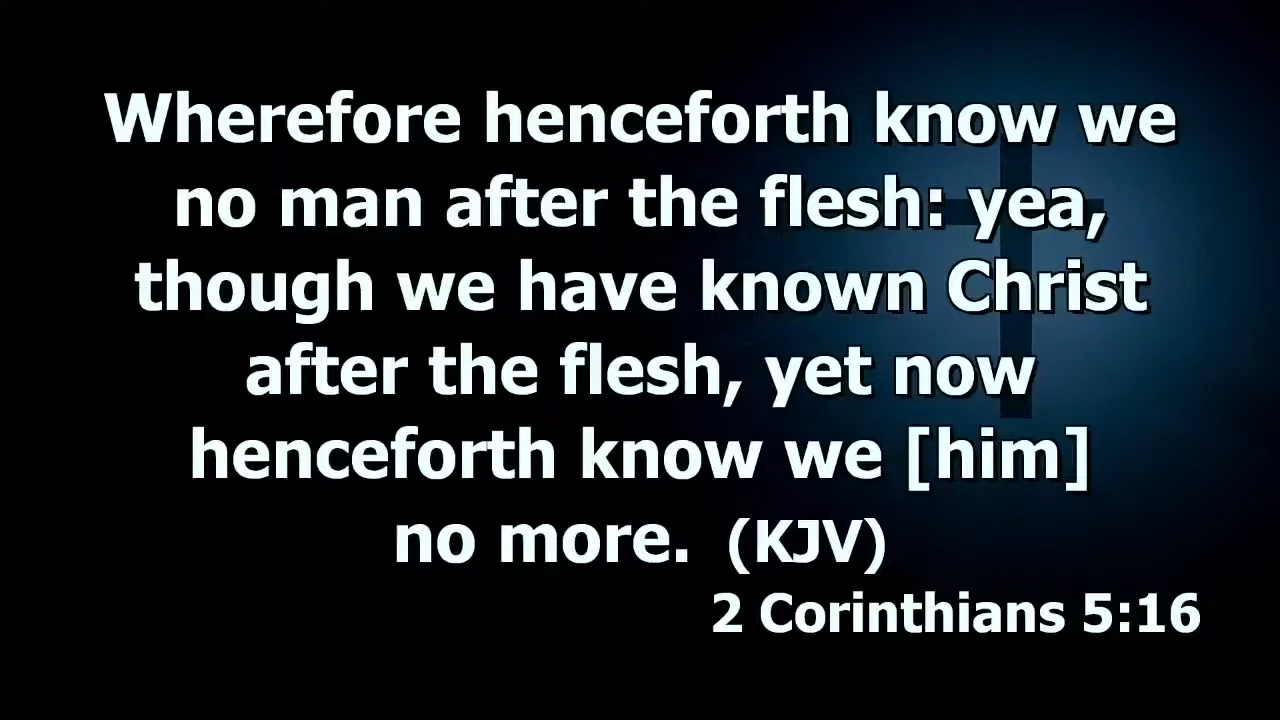 Wherefore henceforth know we
no man after the flesh: yea,
though we have known Christ
after the flesh, yet now
henceforth know we [him]
no more. (KJV)
2 Corinthians 5:16